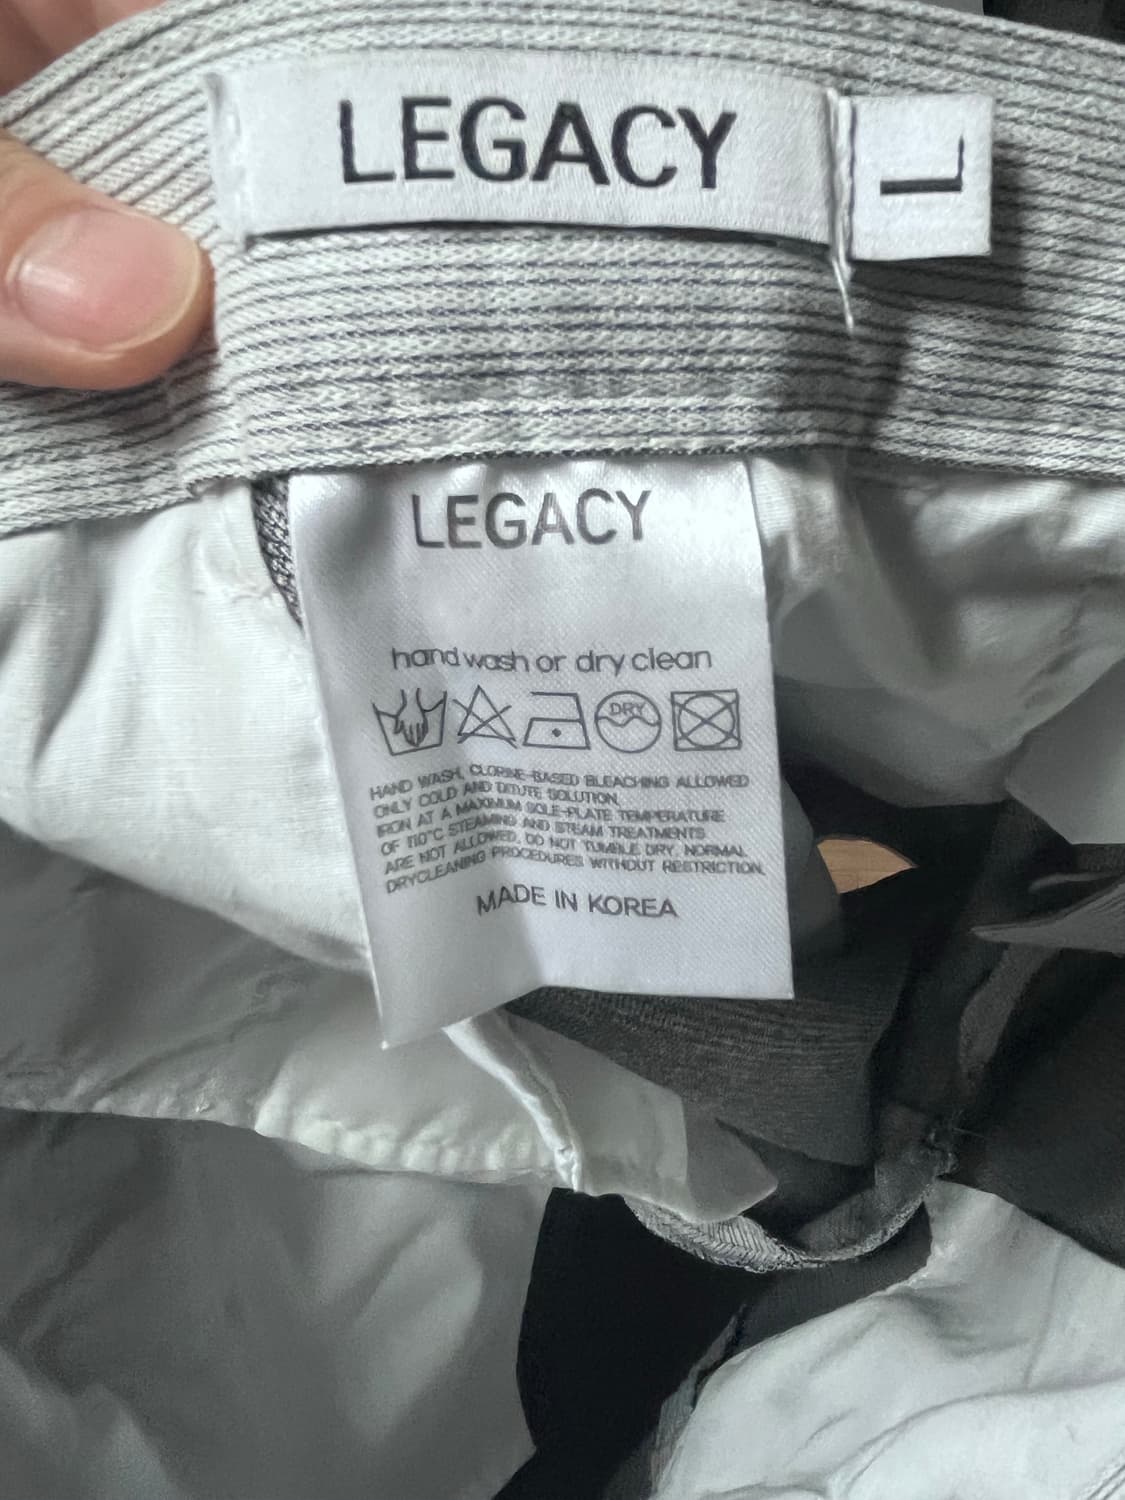 LEGACY
L
LEGACY
hand wash or dry clean
DRY
HAND WASH, CLORINE-BASED BLEACHING ALLOWED
ONLY COLD AND DITUTE SOLUTION,
IRON AT A MAXIMUM SOLE-PLATE TEMPERATURE
OF 110°C STEAMING AND STEAM TREATMENTS
ARE NOT ALLOWED. DO NOT TUMBLE DRY. NORMAL
DRYCLEANING PROCEDURES WITHOUT RESTRICTION.
MADE IN KOREA